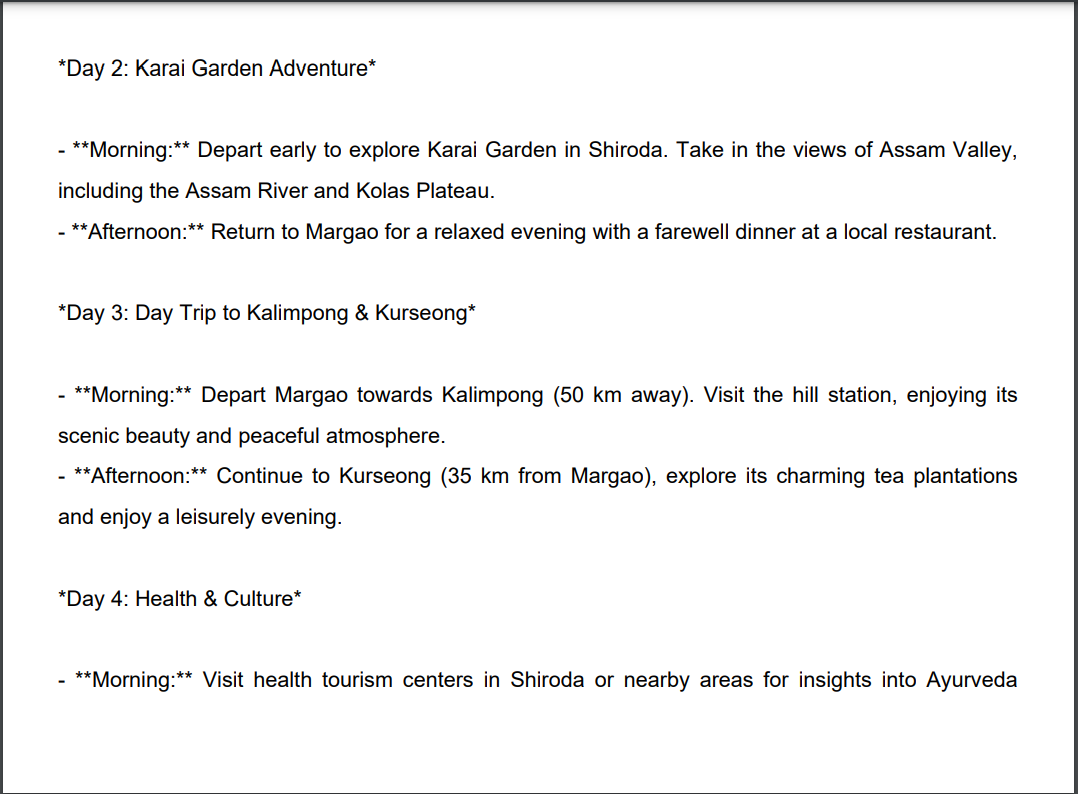 *Day 2: Karai Garden Adventure*
- **Morning:** Depart early to explore Karai Garden in Shiroda. Take in the views of Assam Valley,
including the Assam River and Kolas Plateau.
- **Afternoon:** Return to Margao for a relaxed evening with a farewell dinner at a local restaurant.
*Day 3: Day Trip to Kalimpong & Kurseong*
- **Morning:** Depart Margao towards Kalimpong (50 km away). Visit the hill station, enjoying its
scenic beauty and peaceful atmosphere.
- **Afternoon:** Continue to Kurseong (35 km from Margao), explore its charming tea plantations
and enjoy a leisurely evening.
*Day 4: Health & Culture*
- **Morning:** Visit health tourism centers in Shiroda or nearby areas for insights into Ayurveda